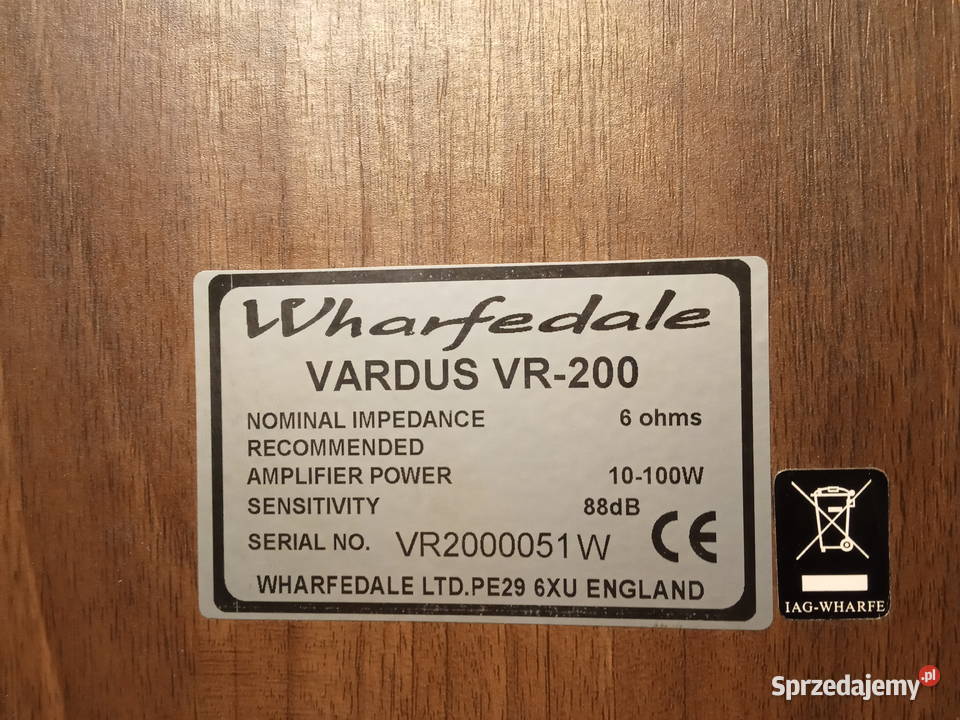 Wharfedale
VARDUS VR-200
NOMINAL IMPEDANCE 6 ohms
RECOMMENDED
AMPLIFIER POWER 10-100W
SENSITIVITY 88dB
SERIAL NO. VR2000051W CE
WHARFEDALE LTD.PE29 6XU ENGLAND
IAG-WHARFE
Sprzedajemy.pl